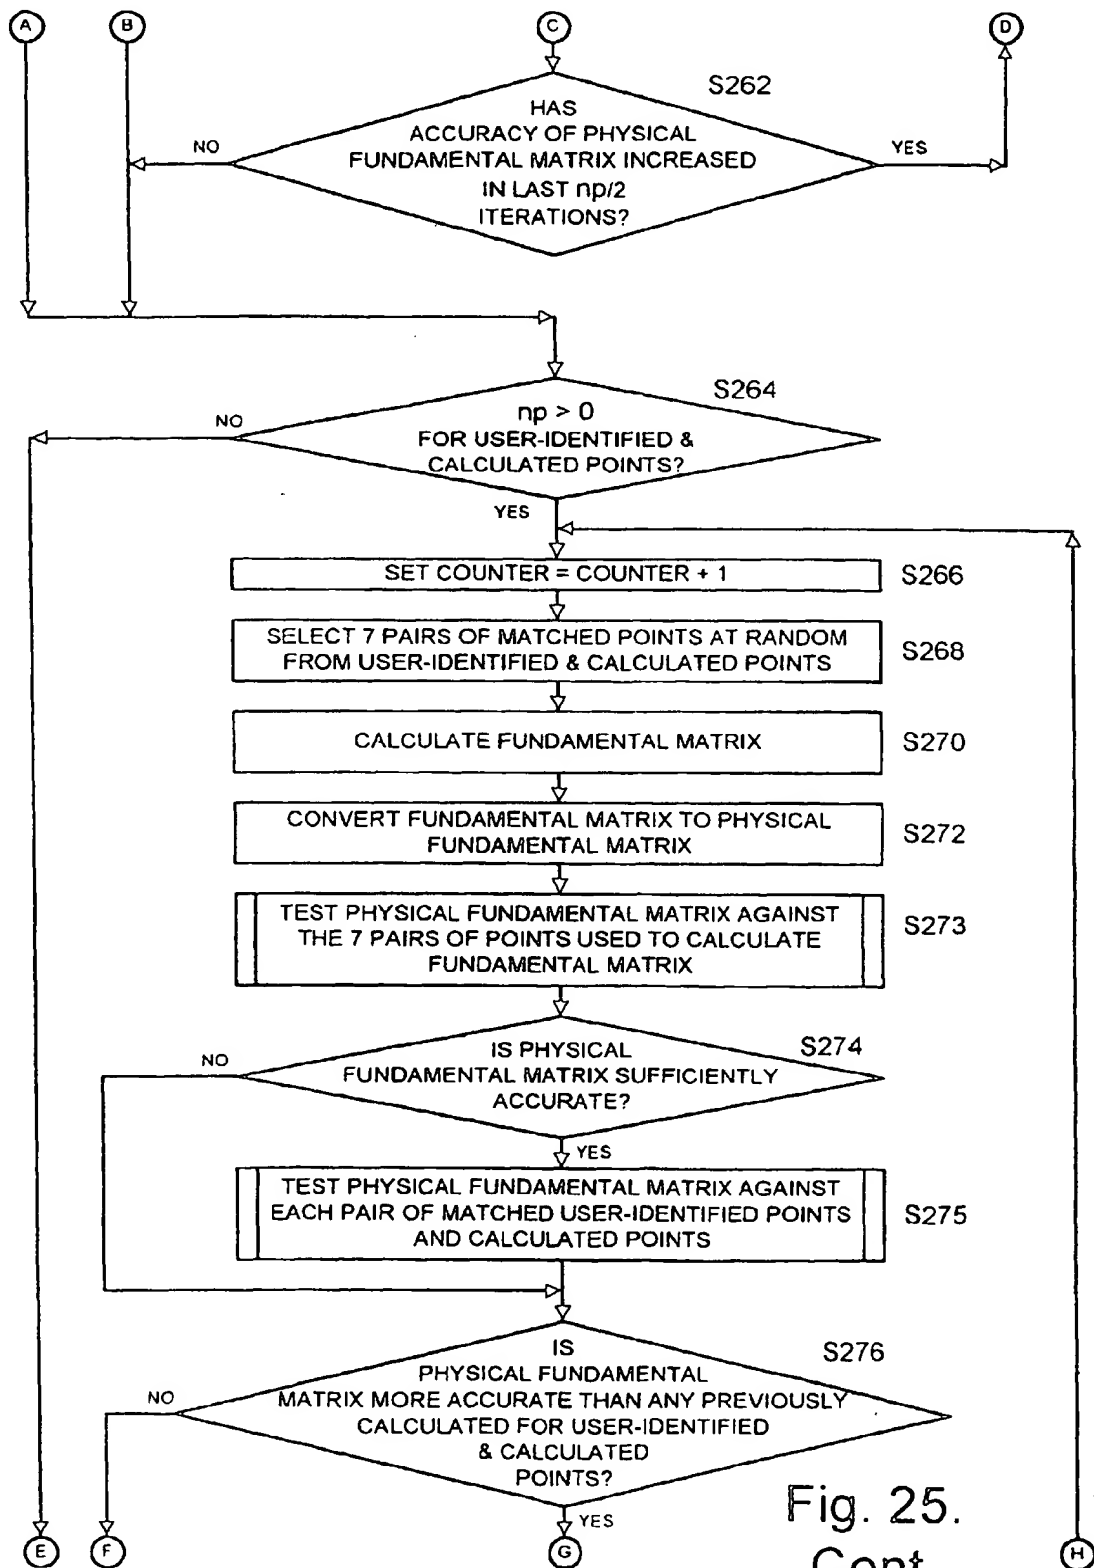 A
B
C
D
S262
HAS
ACCURACY OF PHYSICAL
FUNDAMENTAL MATRIX INCREASED
IN LAST np/2
ITERATIONS?
NO
YES
S264
np > 0
FOR USER-IDENTIFIED &
CALCULATED POINTS?
NO
YES
SET COUNTER = COUNTER + 1
S266
SELECT 7 PAIRS OF MATCHED POINTS AT RANDOM
FROM USER-IDENTIFIED & CALCULATED POINTS
S268
CALCULATE FUNDAMENTAL MATRIX
S270
CONVERT FUNDAMENTAL MATRIX TO PHYSICAL
FUNDAMENTAL MATRIX
S272
TEST PHYSICAL FUNDAMENTAL MATRIX AGAINST
THE 7 PAIRS OF POINTS USED TO CALCULATE
FUNDAMENTAL MATRIX
S273
S274
IS PHYSICAL
FUNDAMENTAL MATRIX SUFFICIENTLY
ACCURATE?
NO
YES
TEST PHYSICAL FUNDAMENTAL MATRIX AGAINST
EACH PAIR OF MATCHED USER-IDENTIFIED POINTS
AND CALCULATED POINTS
S275
S276
IS
PHYSICAL FUNDAMENTAL
MATRIX MORE ACCURATE THAN ANY PREVIOUSLY
CALCULATED FOR USER-IDENTIFIED
& CALCULATED
POINTS?
NO
YES
E
F
G
H
Fig. 25.
Cont.